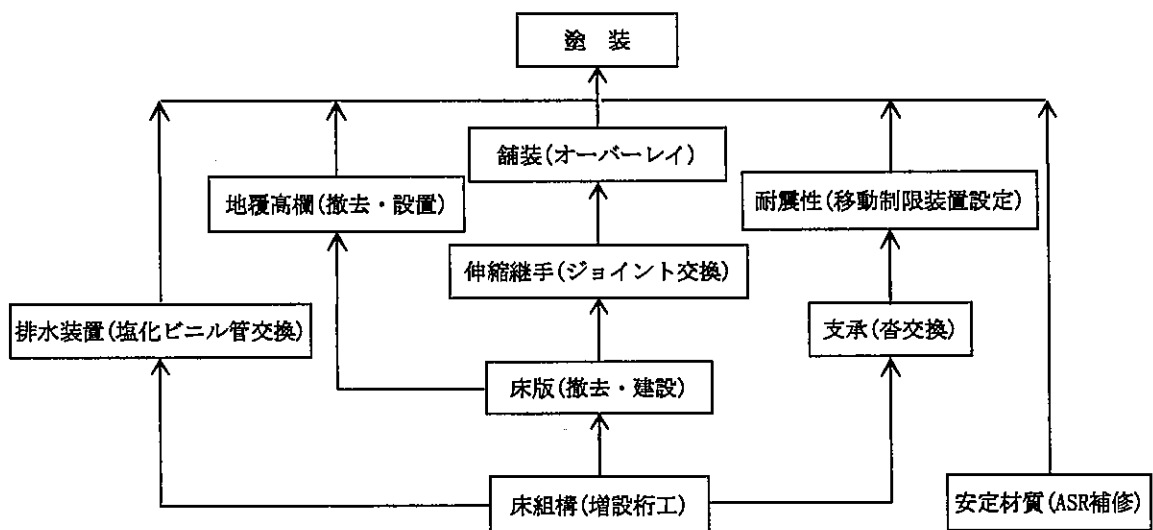 塗 装
舗装(オーバーレイ)
地覆高欄(撤去・設置)
耐震性(移動制限装置設定)
伸縮継手(ジョイント交換)
排水装置(塩化ビニル管交換)
支承(沓交換)
床版(撤去・建設)
床組構(増設桁工)
安定材質(ASR補修)